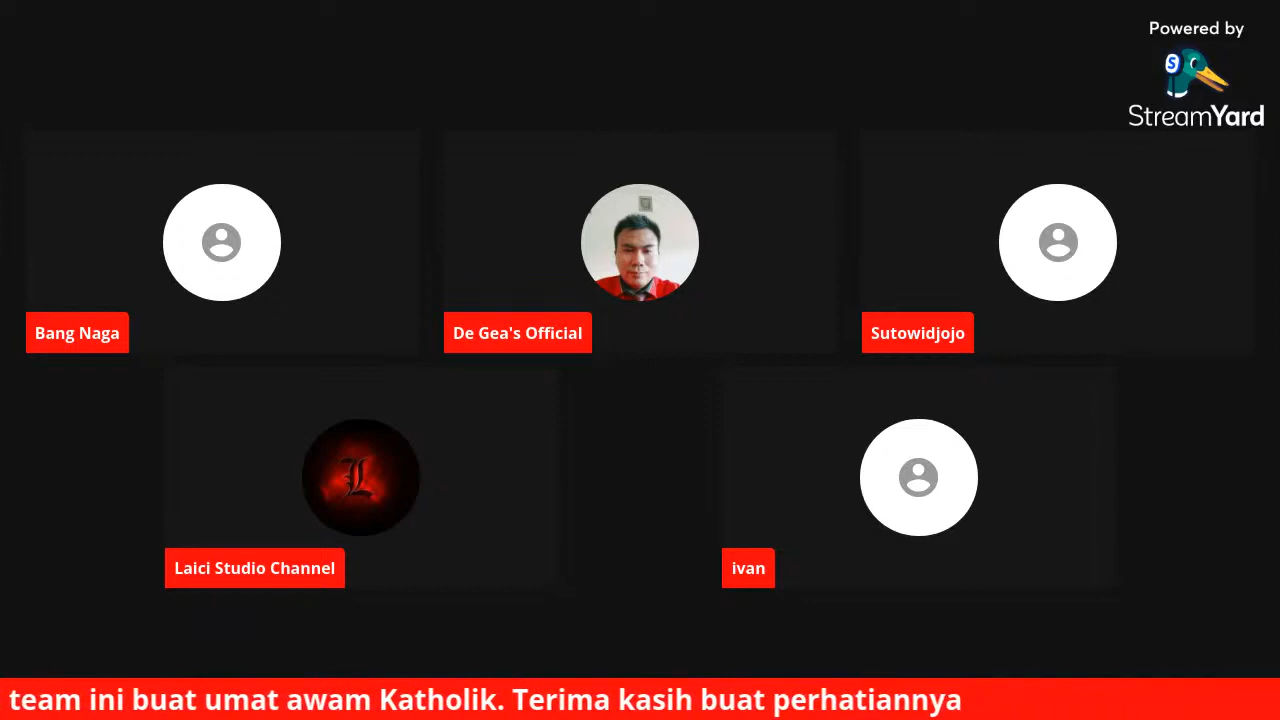 Powered by
S
StreamYard
Bang Naga
De Gea's Official
Sutowidjojo
L
Laici Studio Channel
ivan
team ini buat umat awam Katholik. Terima kasih buat perhatiannya